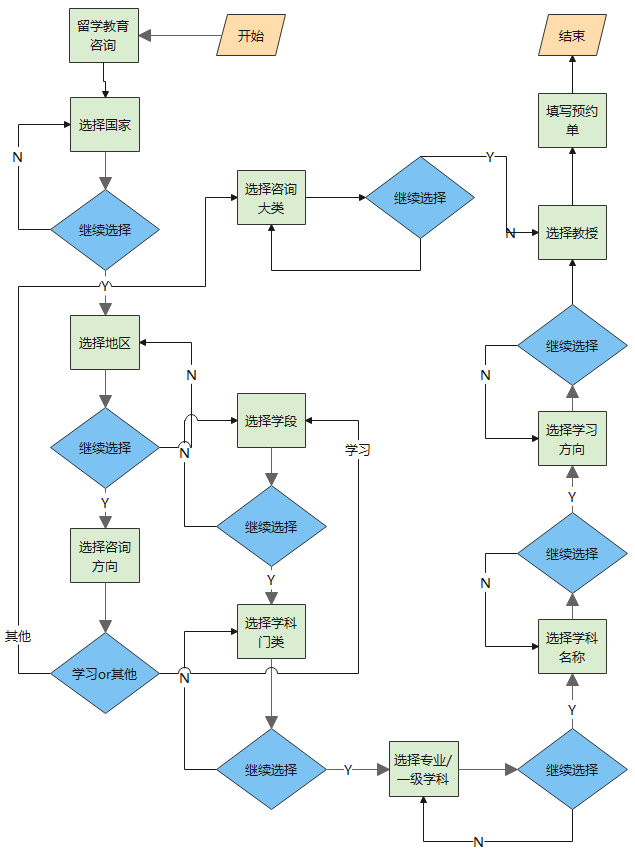 留学教育
咨询
开始
结束
选择国家
填写预约
单
N
Y
选择咨询
大类
继续选择
继续选择
N
选择教授
Y
选择地区
继续选择
N
N
选择学段
选择学习
方向
继续选择
学习
N
Y
Y
选择咨询
方向
继续选择
继续选择
N
Y
选择学科
门类
选择学科
名称
其他
学习or其他
N
Y
继续选择
Y
选择专业/
一级学科
继续选择
N